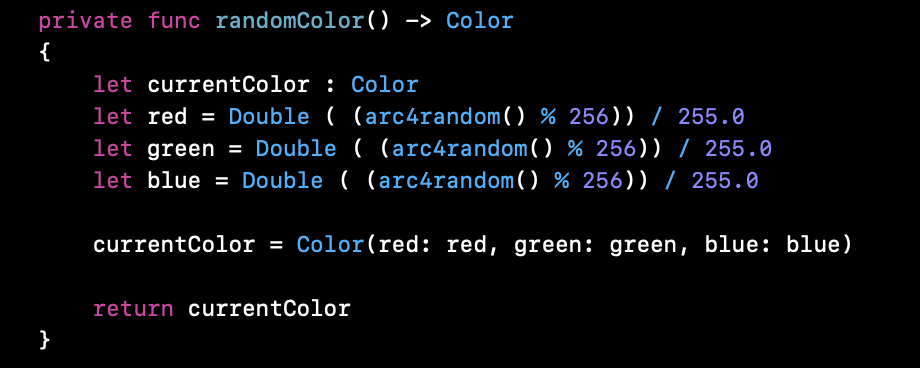 private func randomColor() -> Color
{
    let currentColor : Color
    let red = Double ( (arc4random() % 256)) / 255.0
    let green = Double ( (arc4random() % 256)) / 255.0
    let blue = Double ( (arc4random() % 256)) / 255.0

    currentColor = Color(red: red, green: green, blue: blue)

    return currentColor
}